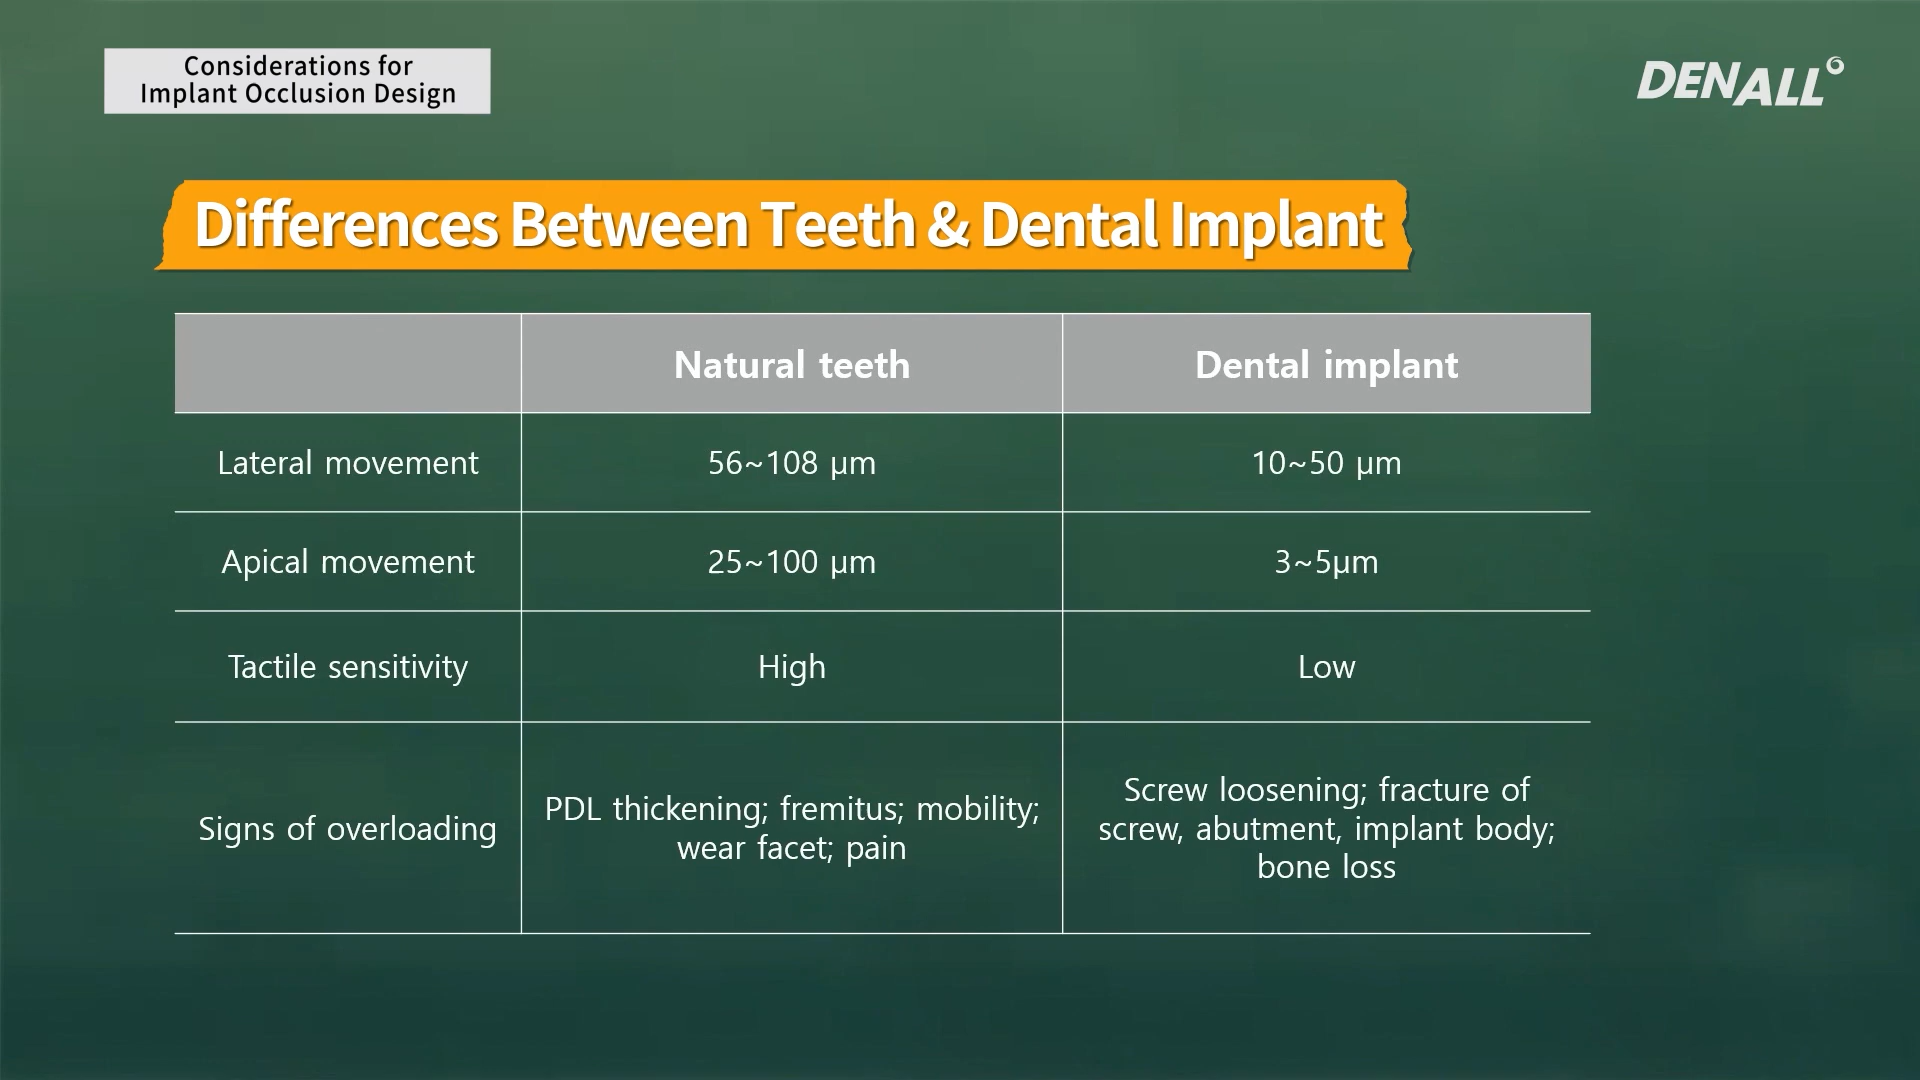 Considerations for
Implant Occlusion Design
DENALL
Differences Between Teeth & Dental Implant
Natural teeth
Dental implant
Lateral movement
56~108 μm
10~50 μm
Apical movement
25~100 μm
3~5μm
Tactile sensitivity
High
Low
Signs of overloading
PDL thickening; fremitus; mobility;
wear facet; pain
Screw loosening; fracture of
screw, abutment, implant body;
bone loss